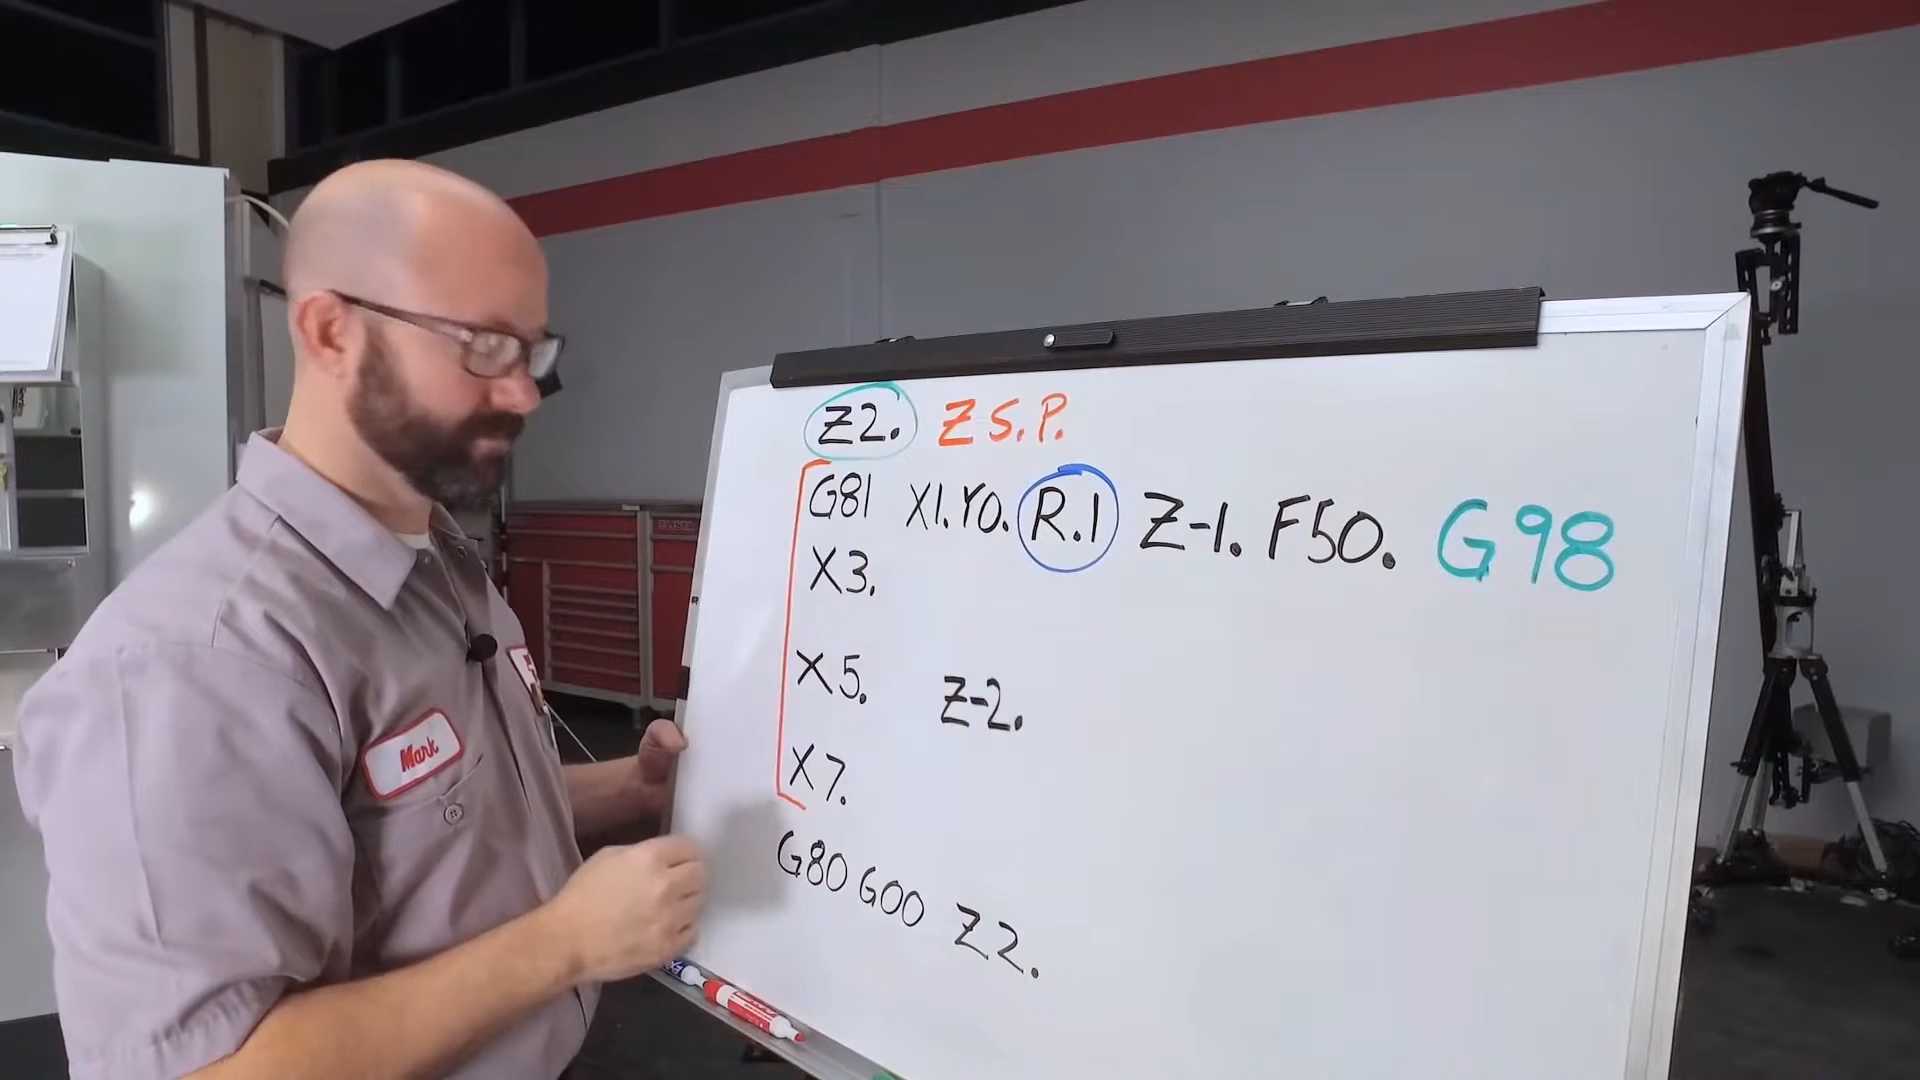 Z2. Z S.P.
G81 X1. Y0. R.1 Z-1. F50. G98
X3.
X5. Z-2.
X7.
G80 G00 Z2.
Mark